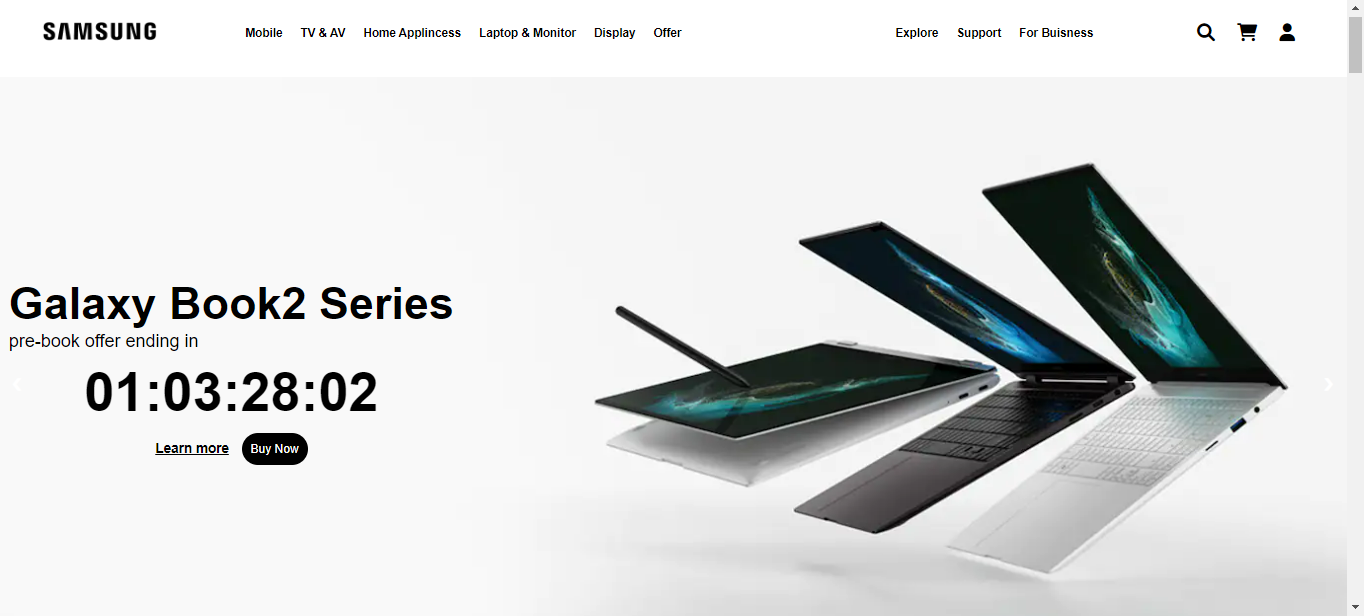 SAMSUNG Mobile TV & AV Home Applincess Laptop & Monitor Display Offer Explore Support For Buisness
Galaxy Book2 Series
pre-book offer ending in
01:03:28:02
Learn more Buy Now